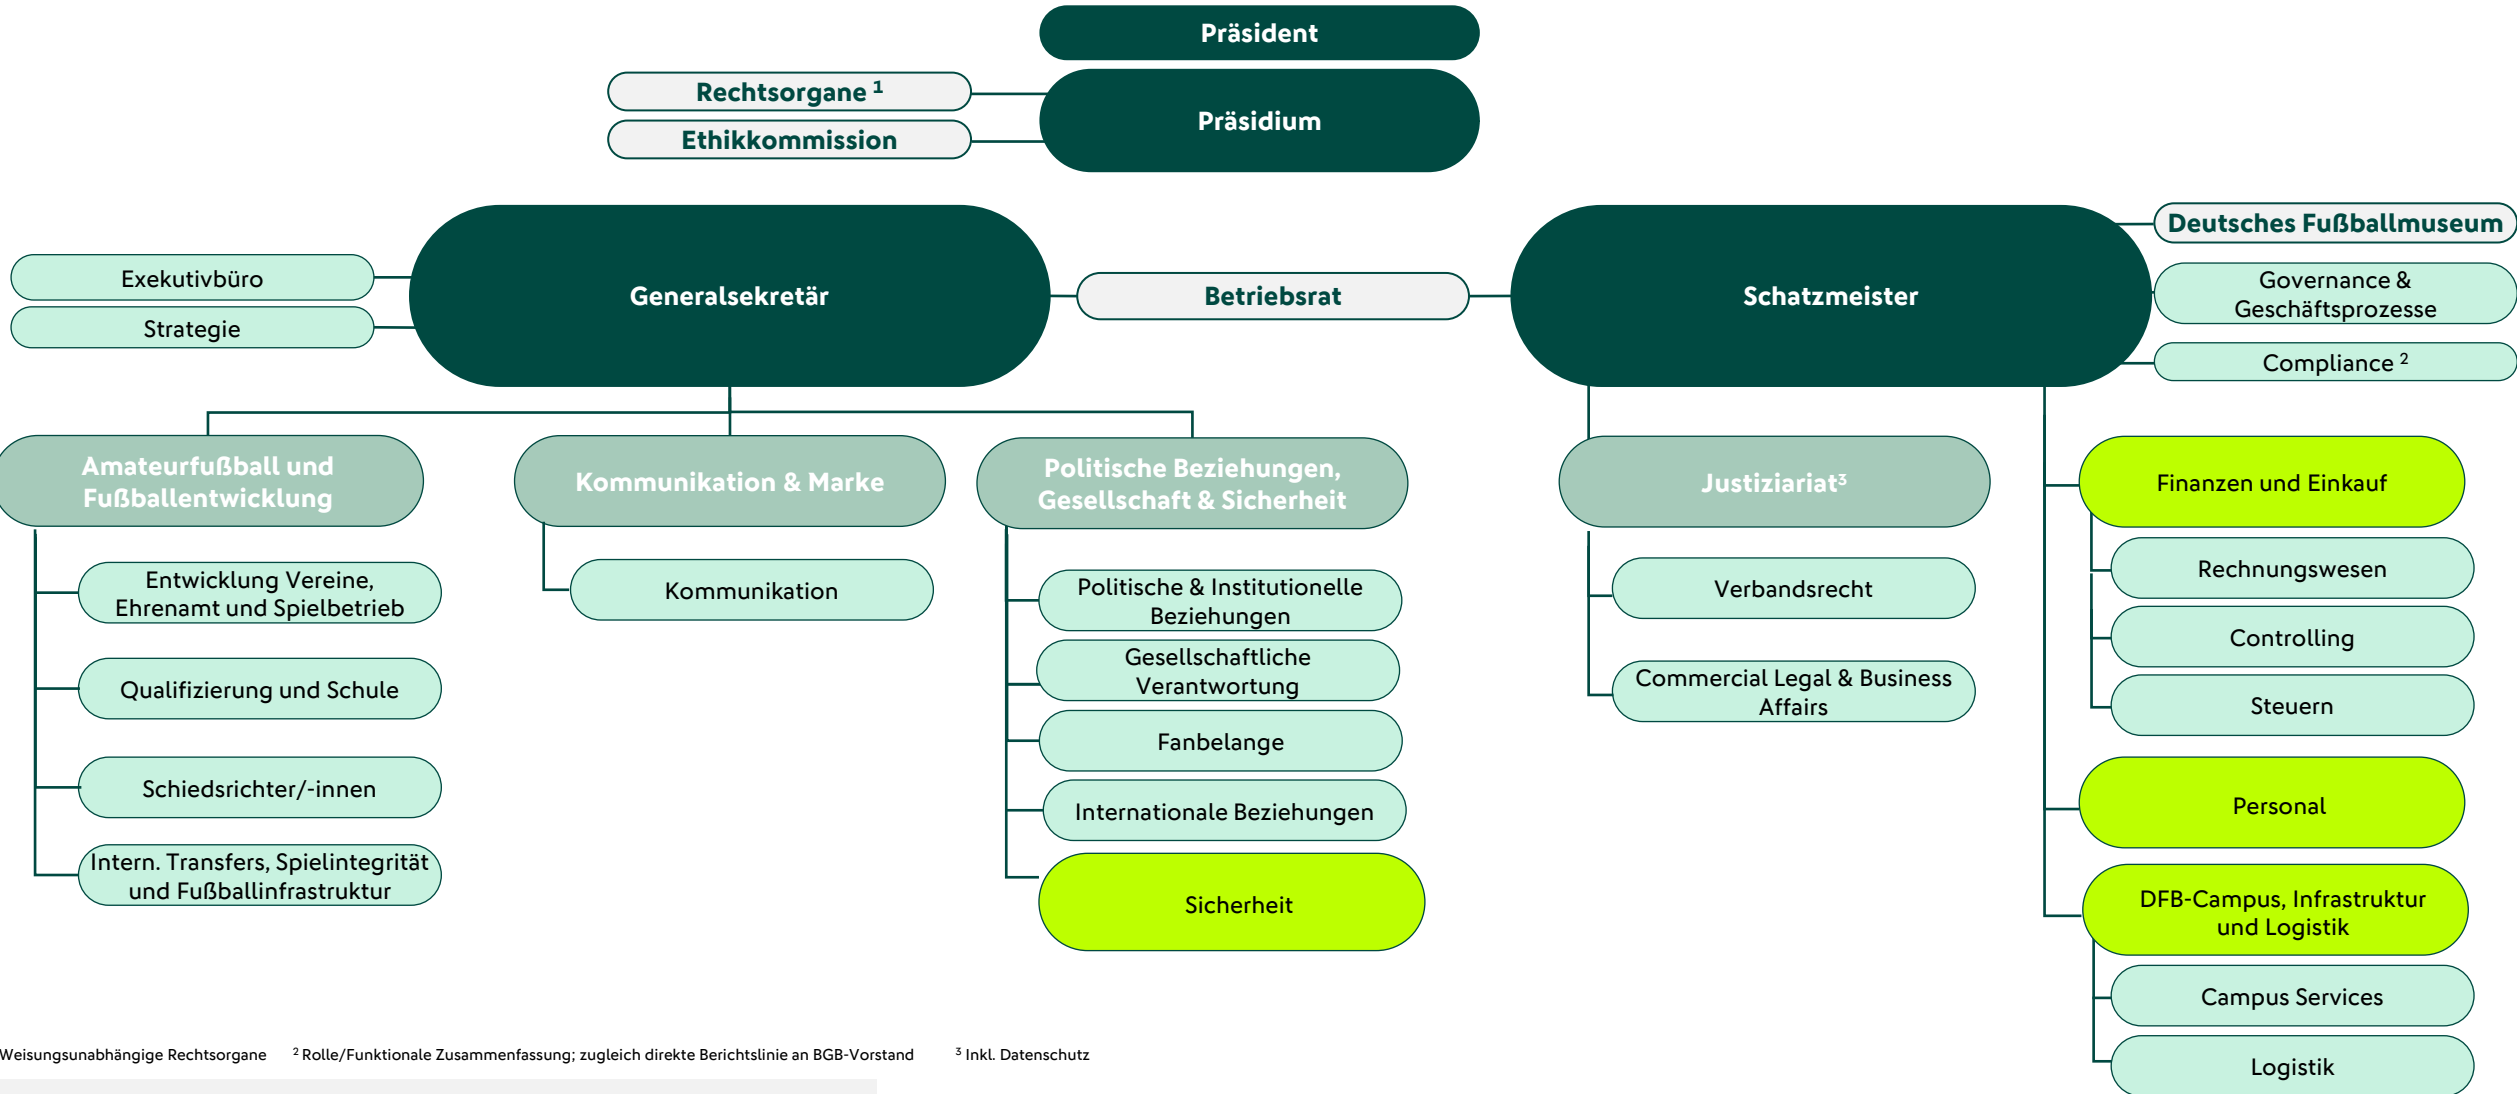 Präsident
Rechtsorgane ¹
Präsidium
Ethikkommission
Deutsches Fußballmuseum
Exekutivbüro
Generalsekretär
Betriebsrat
Schatzmeister
Governance &
Geschäftsprozesse
Strategie
Compliance ²
Amateurfußball und
Fußballentwicklung
Kommunikation & Marke
Politische Beziehungen,
Gesellschaft & Sicherheit
Justiziariat³
Finanzen und Einkauf
Entwicklung Vereine,
Ehrenamt und Spielbetrieb
Qualifizierung und Schule
Schiedsrichter/-innen
Intern. Transfers, Spielintegrität
und Fußballinfrastruktur
Kommunikation
Politische & Institutionelle
Beziehungen
Gesellschaftliche
Verantwortung
Fanbelange
Internationale Beziehungen
Sicherheit
Verbandsrecht
Commercial Legal & Business
Affairs
Rechnungswesen
Controlling
Steuern
Personal
DFB-Campus, Infrastruktur
und Logistik
Campus Services
Logistik
Weisungsunabhängige Rechtsorgane ² Rolle/Funktionale Zusammenfassung; zugleich direkte Berichtslinie an BGB-Vorstand ³ Inkl. Datenschutz